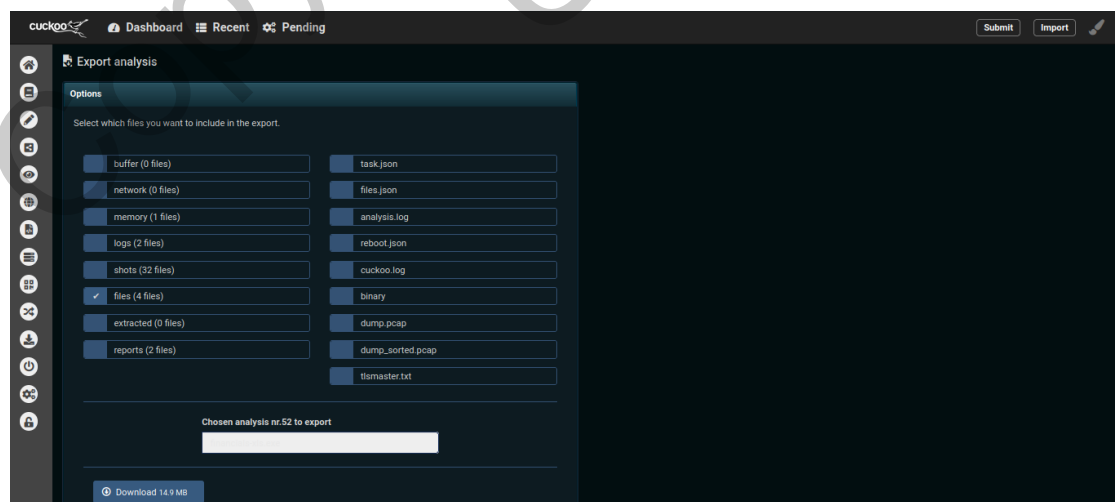 cuckoo Dashboard Recent Pending Submit Import
Export analysis
Options
Select which files you want to include in the export.
buffer (0 files)
network (0 files)
memory (1 files)
logs (2 files)
shots (32 files)
files (4 files)
extracted (0 files)
reports (2 files)
task.json
files.json
analysis.log
reboot.json
cuckoo.log
binary
dump.pcap
dump_sorted.pcap
tlsmaster.txt
Chosen analysis nr.52 to export
Download 14.9 MB